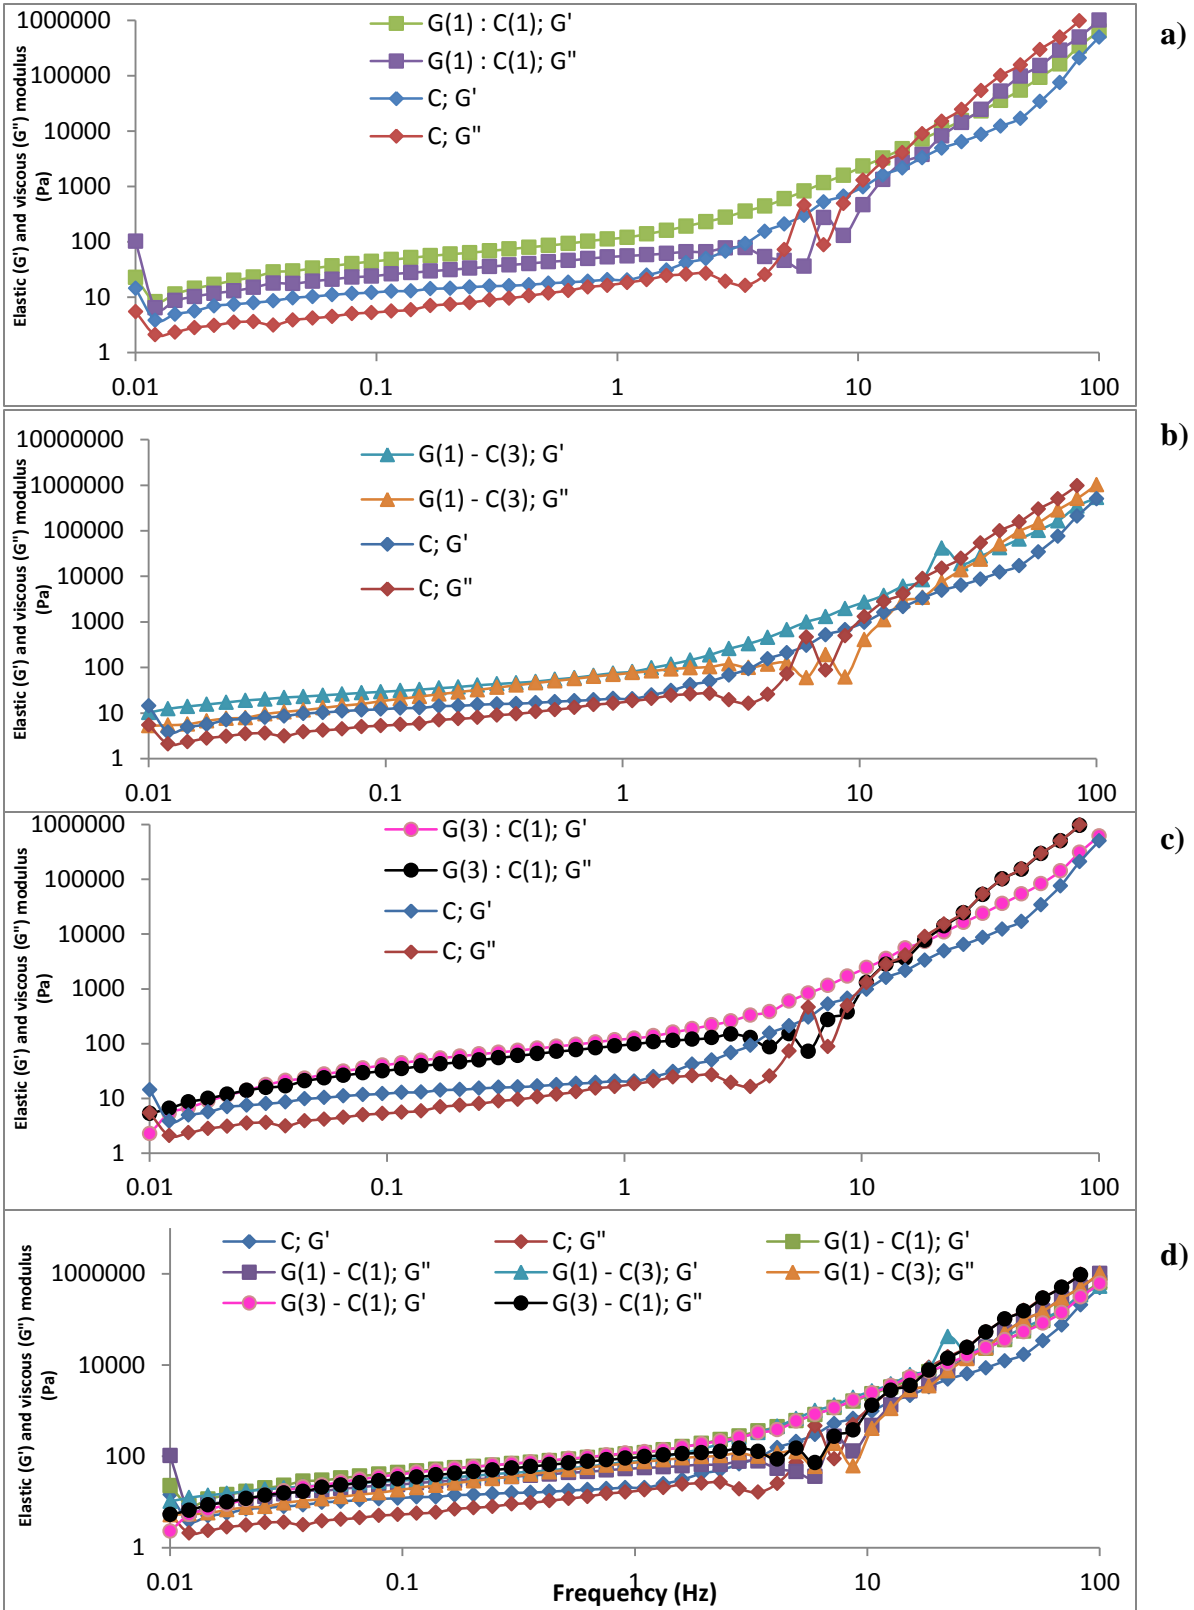 a)
Elastic (G') and viscous (G") modulus
(Pa)
1000000
100000
10000
1000
100
10
1
G(1) : C(1); G'
G(1) : C(1); G"
C; G'
C; G"
0.01 0.1 1 10 100
b)
Elastic (G') and viscous (G") modulus
(Pa)
10000000
1000000
100000
10000
1000
100
10
1
G(1) - C(3); G'
G(1) - C(3); G"
C; G'
C; G"
0.01 0.1 1 10 100
c)
Elastic (G') and viscous (G") modulus
(Pa)
1000000
100000
10000
1000
100
10
1
G(3) : C(1); G'
G(3) : C(1); G"
C; G'
C; G"
0.01 0.1 1 10 100
d)
Elastic (G') and viscous (G") modulus
(Pa)
1000000
10000
100
1
C; G' C; G" G(1) - C(1); G'
G(1) - C(1); G" G(1) - C(3); G' G(1) - C(3); G"
G(3) - C(1); G' G(3) - C(1); G"
0.01 0.1 1 10 100
Frequency (Hz)